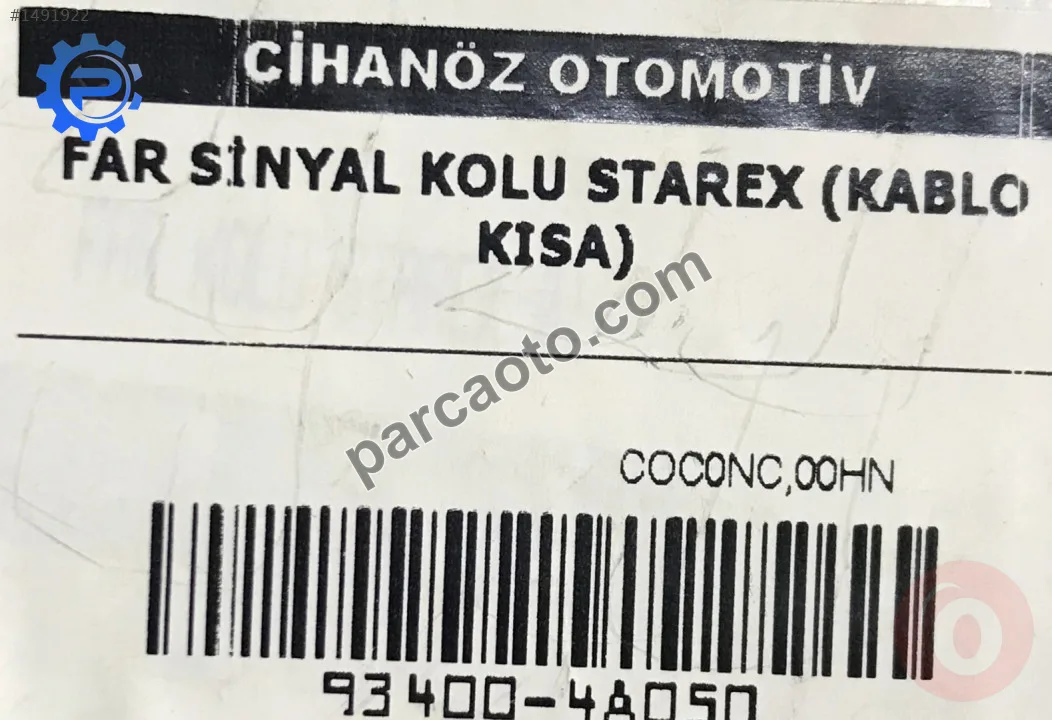 #1491922
CİHANÖZ OTOMOTİV
FAR SİNYAL KOLU STAREX (KABLO
KISA)
parcaoto.com
COC0NC,00HN
93400-4A050